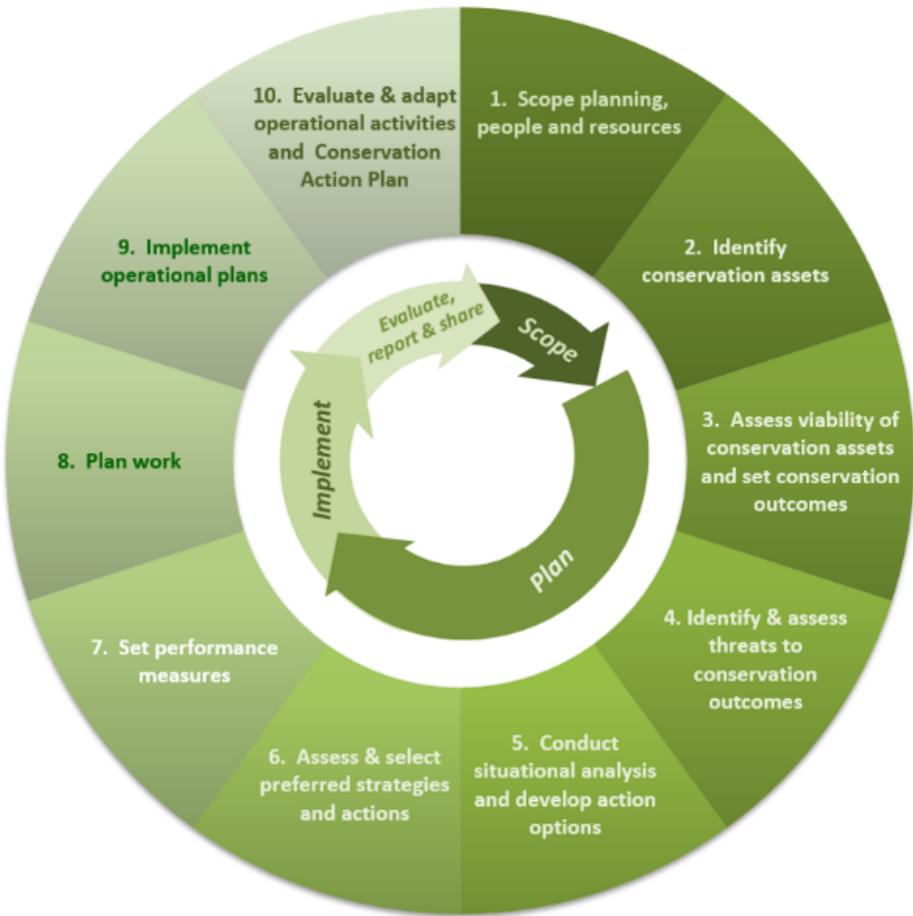 1. Scope planning,
people and resources
2. Identify
conservation assets
3. Assess viability of
conservation assets
and set conservation
outcomes
4. Identify & assess
threats to
conservation
outcomes
5. Conduct
situational analysis
and develop action
options
6. Assess & select
preferred strategies
and actions
7. Set performance
measures
8. Plan work
9. Implement
operational plans
10. Evaluate & adapt
operational activities
and Conservation
Action Plan
Scope
Plan
Implement
Evaluate,
report & share